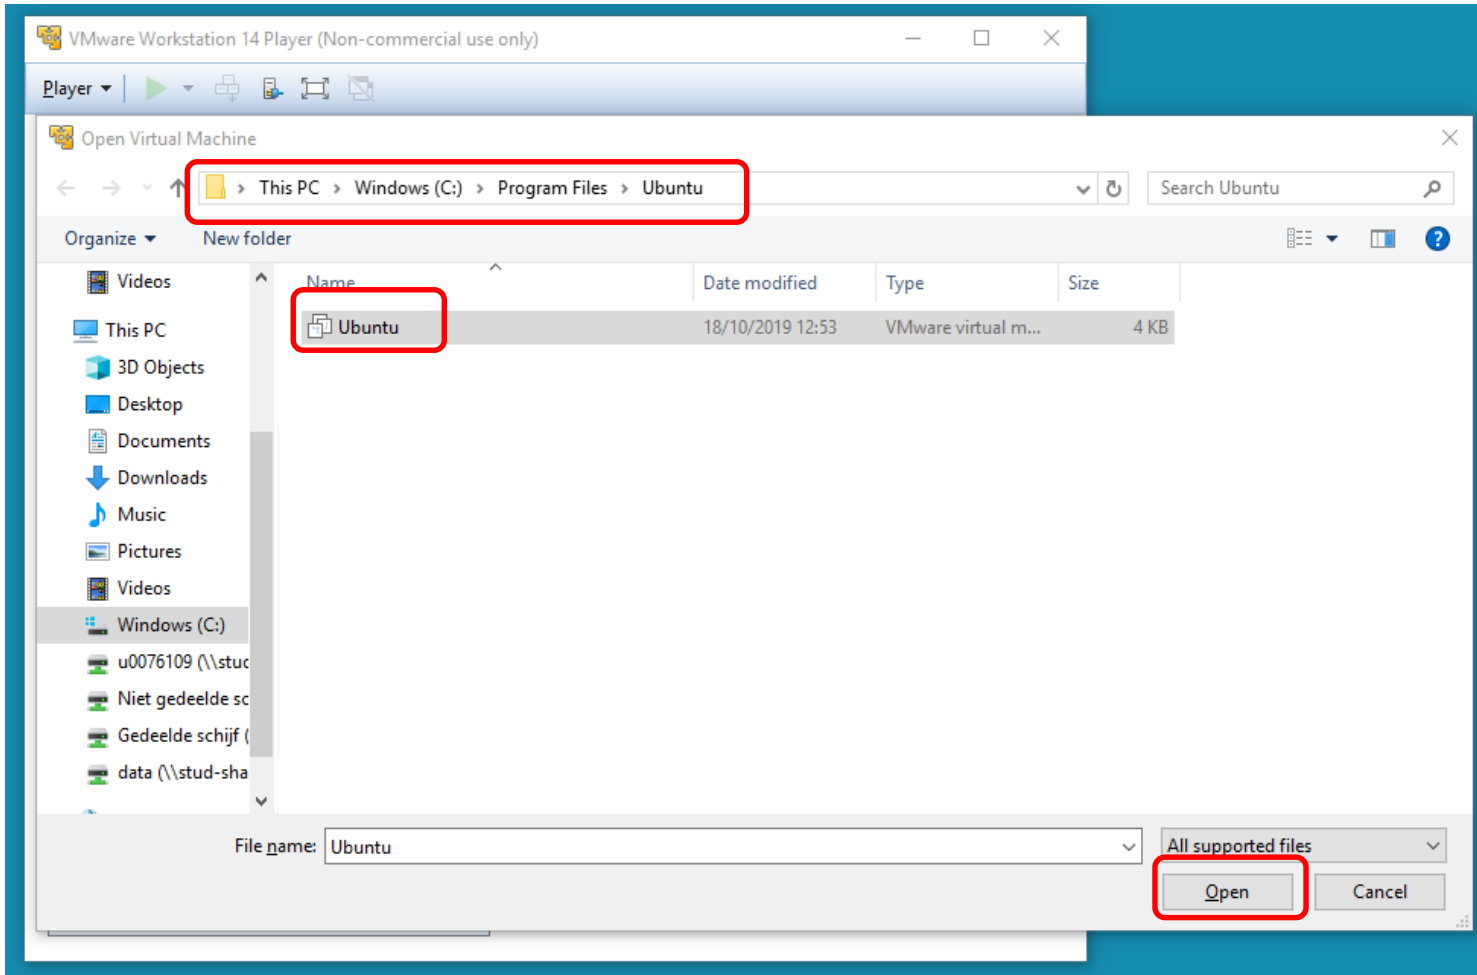 VMware Workstation 14 Player (Non-commercial use only)
Player
Open Virtual Machine
This PC > Windows (C:) > Program Files > Ubuntu
Search Ubuntu
Organize
New folder
Name
Date modified
Type
Size
Ubuntu
18/10/2019 12:53
VMware virtual m...
4 KB
Videos
This PC
3D Objects
Desktop
Documents
Downloads
Music
Pictures
Videos
Windows (C:)
u0076109 (\\stud
Niet gedeelde sc
Gedeelde schijf (
data (\\stud-sha
File name:
Ubuntu
All supported files
Open
Cancel